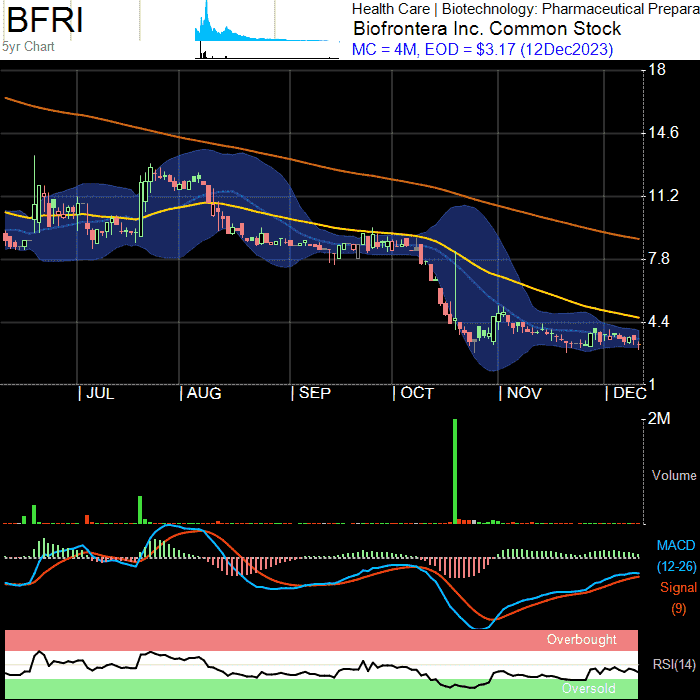 BFRI
5yr Chart
Health Care | Biotechnology: Pharmaceutical Prepara
Biofrontera Inc. Common Stock
MC = 4M, EOD = $3.17 (12Dec2023)
18
14.6
11.2
7.8
4.4
1
JUL
AUG
SEP
OCT
NOV
DEC
2M
Volume
MACD
(12-26)
Signal
(9)
Overbought
RSI(14)
Oversold